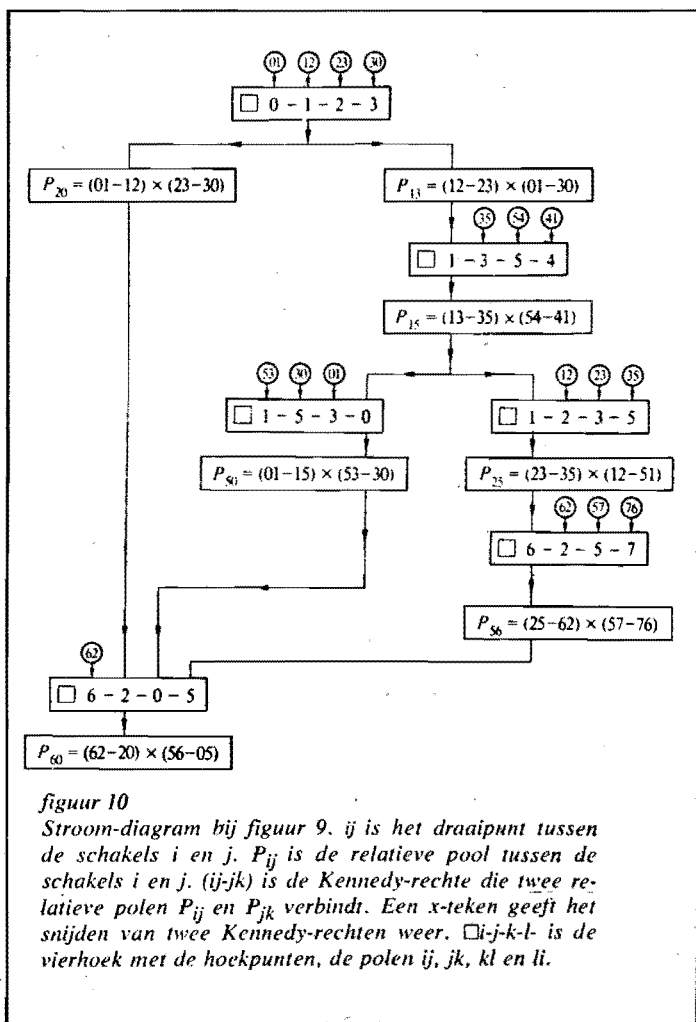 01 12 23 30
□ 0 - 1 - 2 - 3
P20 = (01-12) × (23-30)
P13 = (12-23) × (01-30)
35 54 41
□ 1 - 3 - 5 - 4
P15 = (13-35) × (54-41)
53 30 01
□ 1 - 5 - 3 - 0
12 23 35
□ 1 - 2 - 3 - 5
P50 = (01-15) × (53-30)
P25 = (23-35) × (12-51)
62 57 76
□ 6 - 2 - 5 - 7
P56 = (25-62) × (57-76)
62
□ 6 - 2 - 0 - 5
P60 = (62-20) × (56-05)
figuur 10
Stroom-diagram bij figuur 9. ij is het draaipunt tussen
de schakels i en j. Pij is de relatieve pool tussen de
schakels i en j. (ij-jk) is de Kennedy-rechte die twee re-
latieve polen Pij en Pjk verbindt. Een x-teken geeft het
snijden van twee Kennedy-rechten weer. □i-j-k-l- is de
vierhoek met de hoekpunten, de polen ij, jk, kl en li.